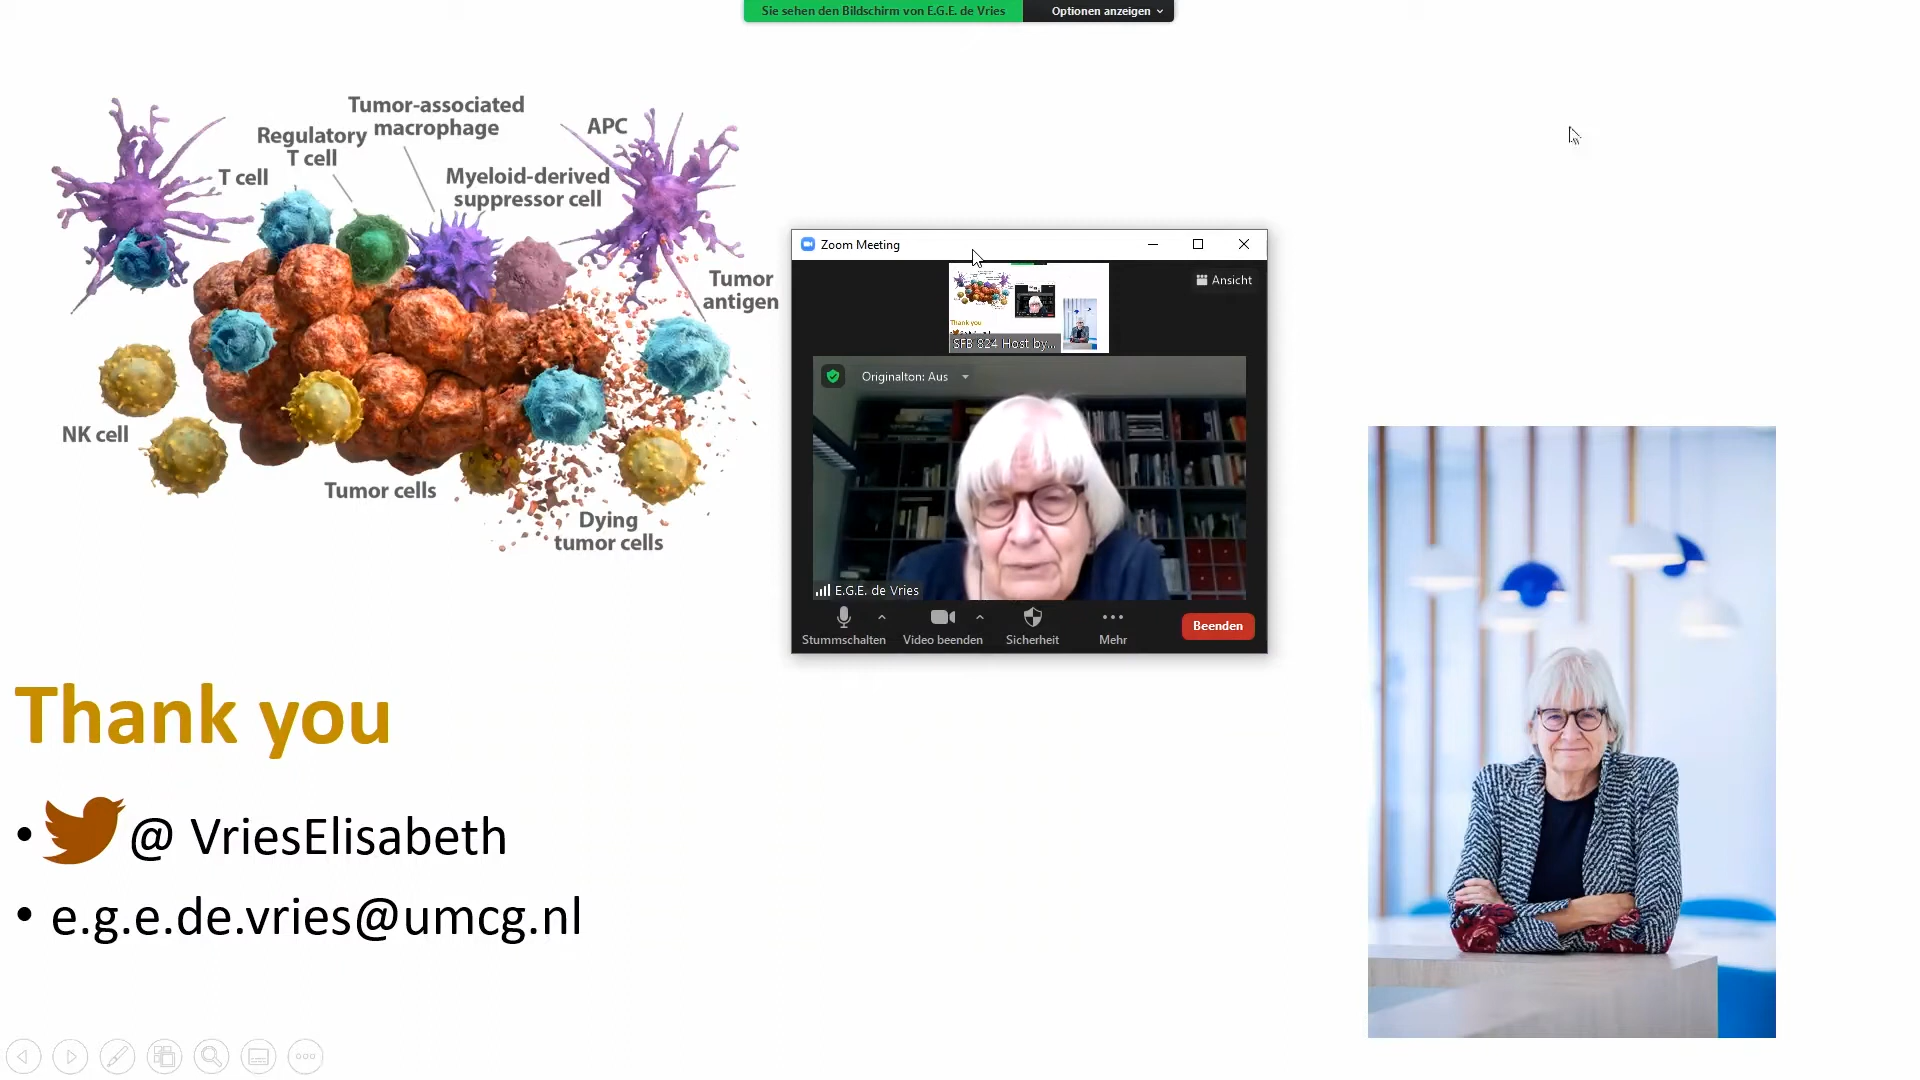 Sie sehen den Bildschirm von E.G.E. de Vries
Optionen anzeigen
Tumor-associated
macrophage
Regulatory
T cell
APC
T cell
Myeloid-derived
suppressor cell
Tumor
antigen
NK cell
Tumor cells
Dying
tumor cells
Zoom Meeting
Ansicht
Thank you
SFB 824 Host by...
Originalton: Aus
E.G.E. de Vries
Stummschalten
Video beenden
Sicherheit
Mehr
Beenden
Thank you
• @ VriesElisabeth
• e.g.e.de.vries@umcg.nl